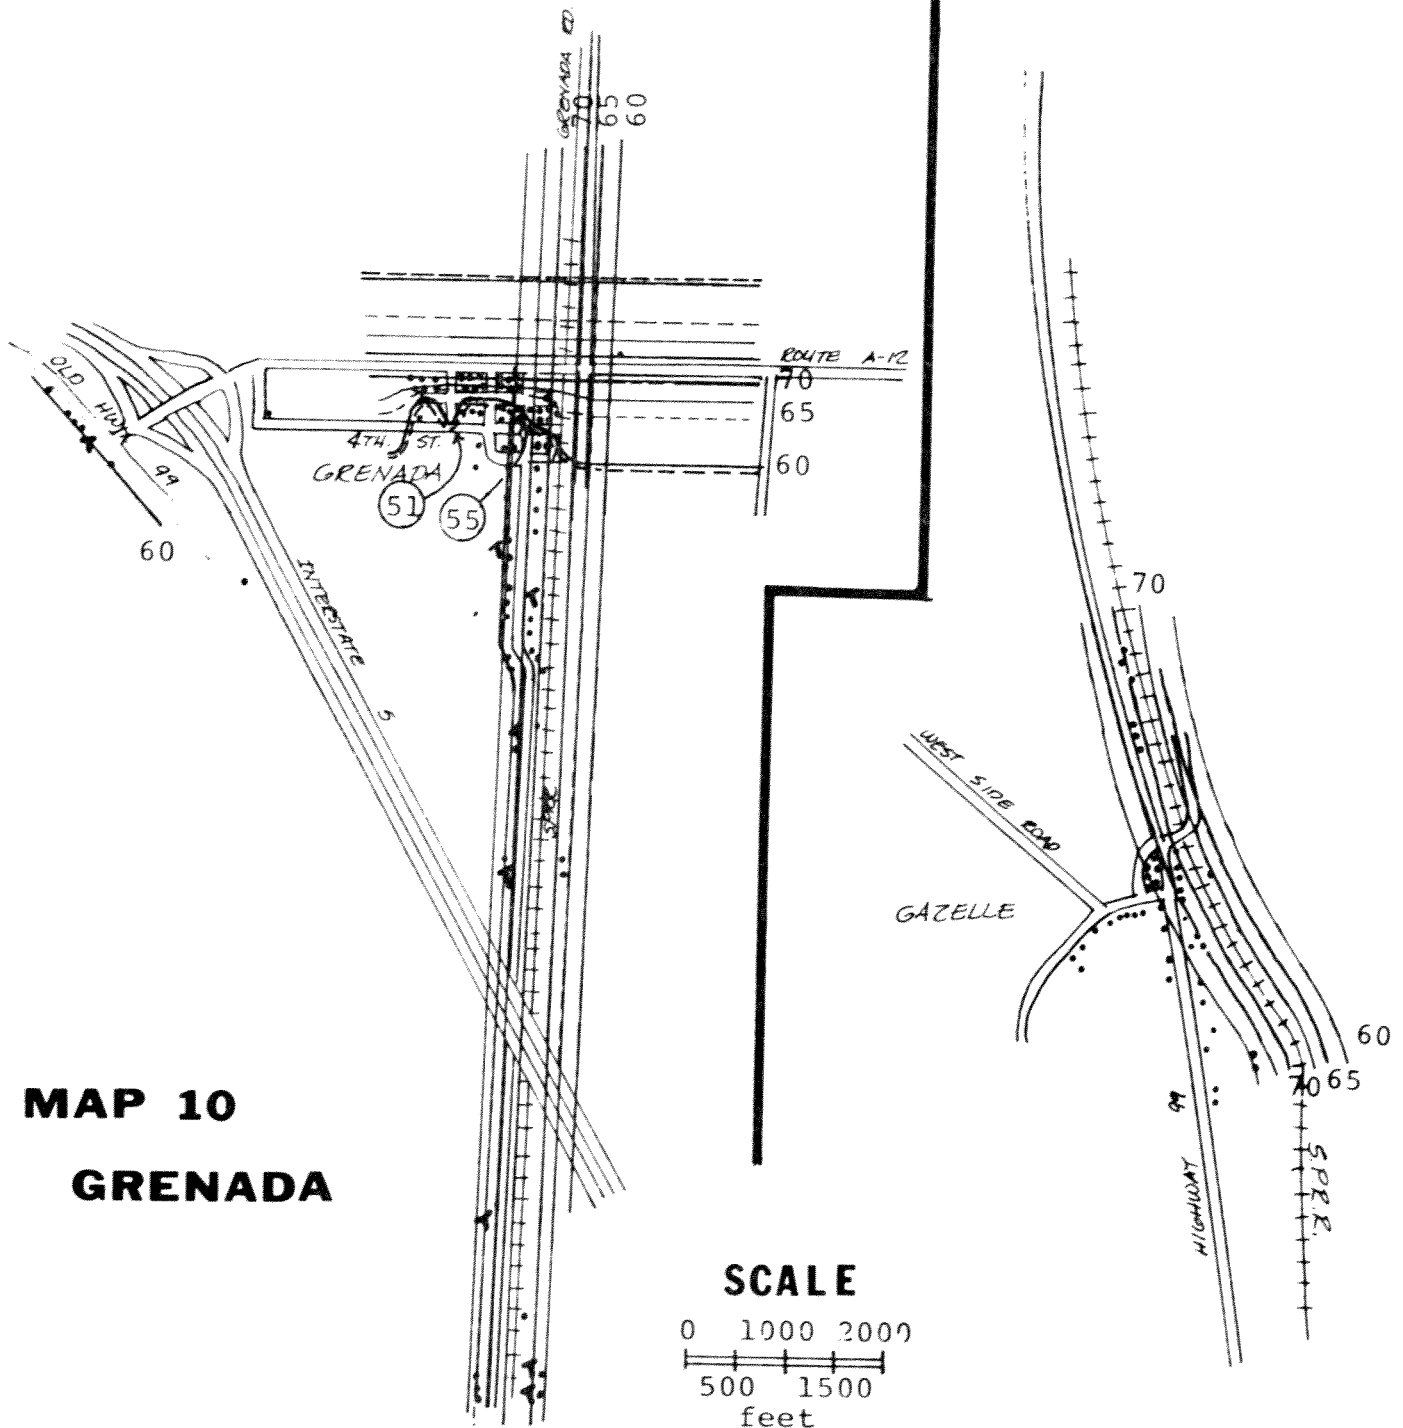 GRENADA RD.
70
65
60
ROUTE A-12
70
65
60
OLD HWY 99
60
4TH. ST.
GRENADA
51
55
INTERSTATE 5
SPRR
70
WEST SIDE ROAD
GAZELLE
60
70 65
HIGHWAY 99
S.P.R.R.
MAP 10
GRENADA
SCALE
0 1000 2000
500 1500
feet